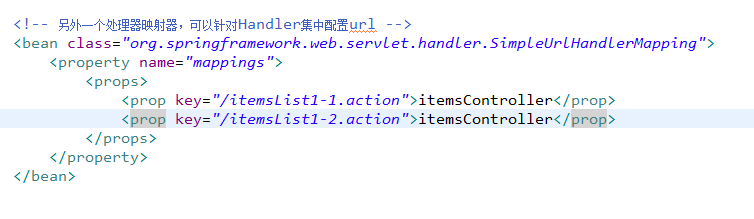 <!-- 另外一个处理器映射器,可以针对Handler集中配置url -->
<bean class="org.springframework.web.servlet.handler.SimpleUrlHandlerMapping">
<property name="mappings">
<props>
<prop key="/itemsList1-1.action">itemsController</prop>
<prop key="/itemsList1-2.action">itemsController</prop>
</props>
</property>
</bean>